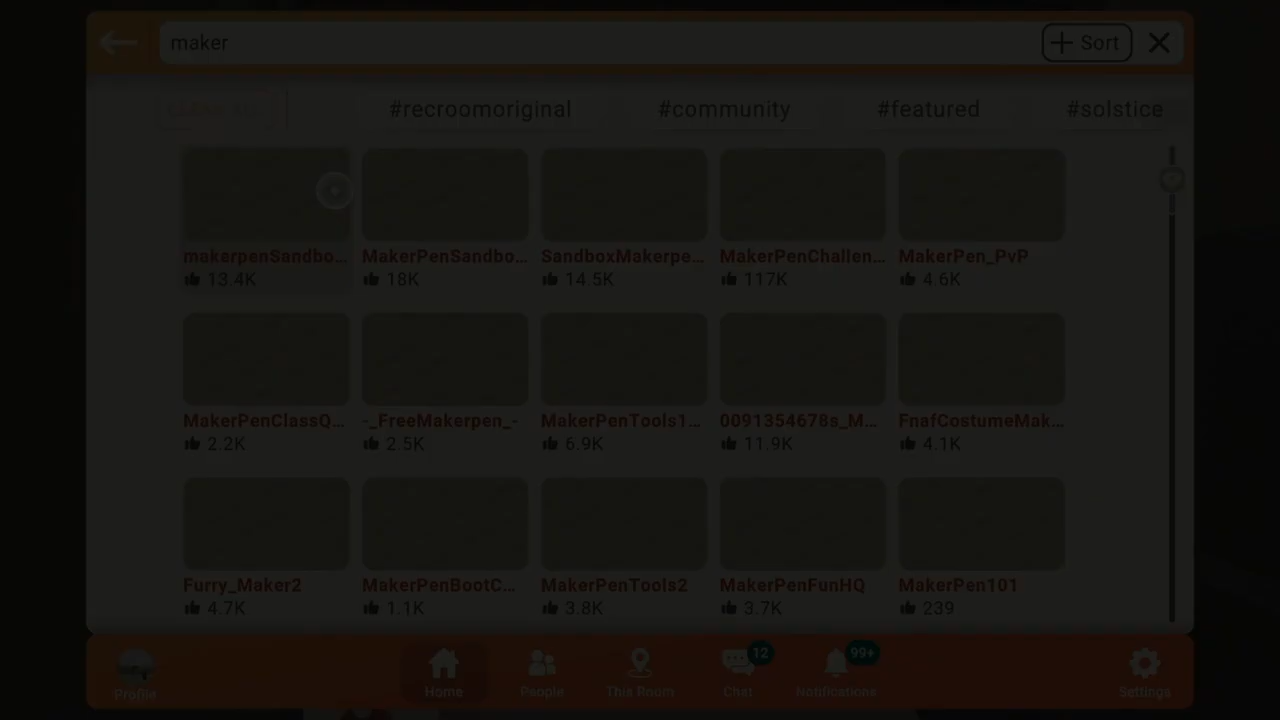 maker
Sort
CLEAR ALL
#recroomoriginal
#community
#featured
#solstice
makerpenSandbo...
MakerPenSandbo...
SandboxMakerpe...
MakerPenChallen...
MakerPen_PvP
13.4K
18K
14.5K
117K
4.6K
MakerPenClassQ...
-_FreeMakerpen_-
MakerPenTools1...
0091354678s_M...
FnafCostumeMak...
2.2K
2.5K
6.9K
11.9K
4.1K
Furry_Maker2
MakerPenBootC...
MakerPenTools2
MakerPenFunHQ
MakerPen101
4.7K
1.1K
3.8K
3.7K
239
12
99+
Profile
Home
People
This Room
Chat
Notifications
Settings